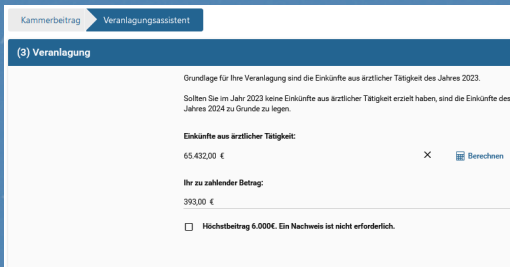 Kammerbeitrag
Veranlagungsassistent
(3) Veranlagung
Grundlage für Ihre Veranlagung sind die Einkünfte aus ärztlicher Tätigkeit des Jahres 2023.
Sollten Sie im Jahr 2023 keine Einkünfte aus ärztlicher Tätigkeit erzielt haben, sind die Einkünfte des
Jahres 2024 zu Grunde zu legen.
Einkünfte aus ärztlicher Tätigkeit:
65.432,00 €
Berechnen
Ihr zu zahlender Betrag:
393,00 €
Höchstbeitrag 6.000€. Ein Nachweis ist nicht erforderlich.